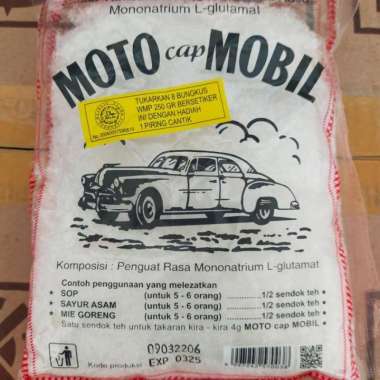 Mononatrium L-glutamat
MOTO cap MOBIL
TUKARKAN 8 BUNGKUS
WMP 250 GR BERSETIKER
INI DENGAN HADIAH
1 PIRING CANTIK
Komposisi : Penguat Rasa Mononatrium L-glutamat
Contoh penggunaan yang melezatkan
* SOP (untuk 5 - 6 orang) 1/2 sendok teh *
* SAYUR ASAM (untuk 5 - 6 orang) 1/2 sendok teh *
* MIE GORENG (untuk 5 - 6 orang) 1/2 sendok teh *
Satu sendok teh untuk takaran kira - kira 4g MOTO cap MOBIL
09032206
Kode produksi EXP 0325